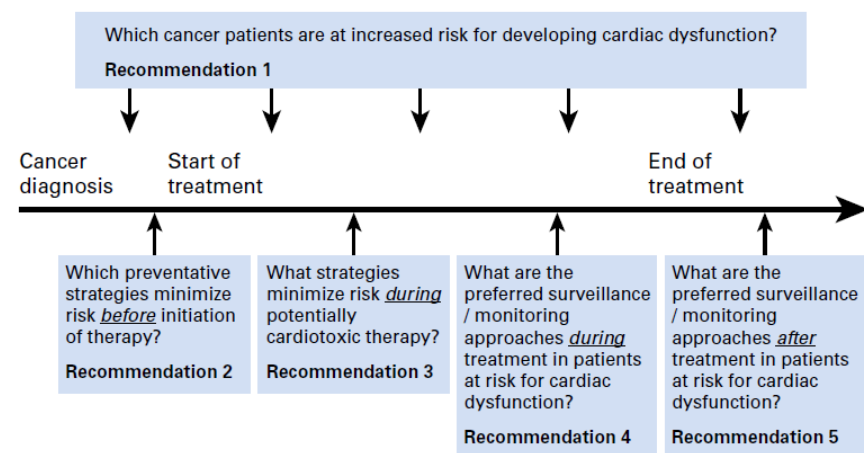 Which cancer patients are at increased risk for developing cardiac dysfunction?
Recommendation 1
Cancer
diagnosis
Start of
treatment
End of
treatment
Which preventative
strategies minimize
risk before initiation
of therapy?
Recommendation 2
What strategies
minimize risk during
potentially
cardiotoxic therapy?
Recommendation 3
What are the
preferred surveillance
/ monitoring
approaches during
treatment in patients
at risk for cardiac
dysfunction?
Recommendation 4
What are the
preferred surveillance
/ monitoring
approaches after
treatment in patients
at risk for cardiac
dysfunction?
Recommendation 5